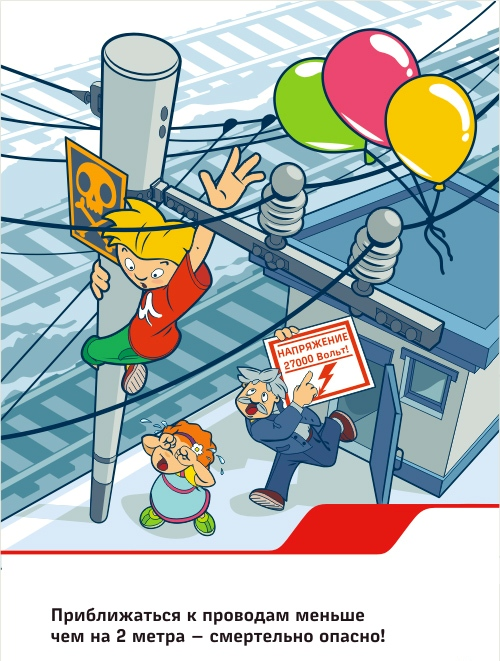 НАПРЯЖЕНИЕ
27000 Вольт!
Приближаться к проводам меньше
чем на 2 метра – смертельно опасно!